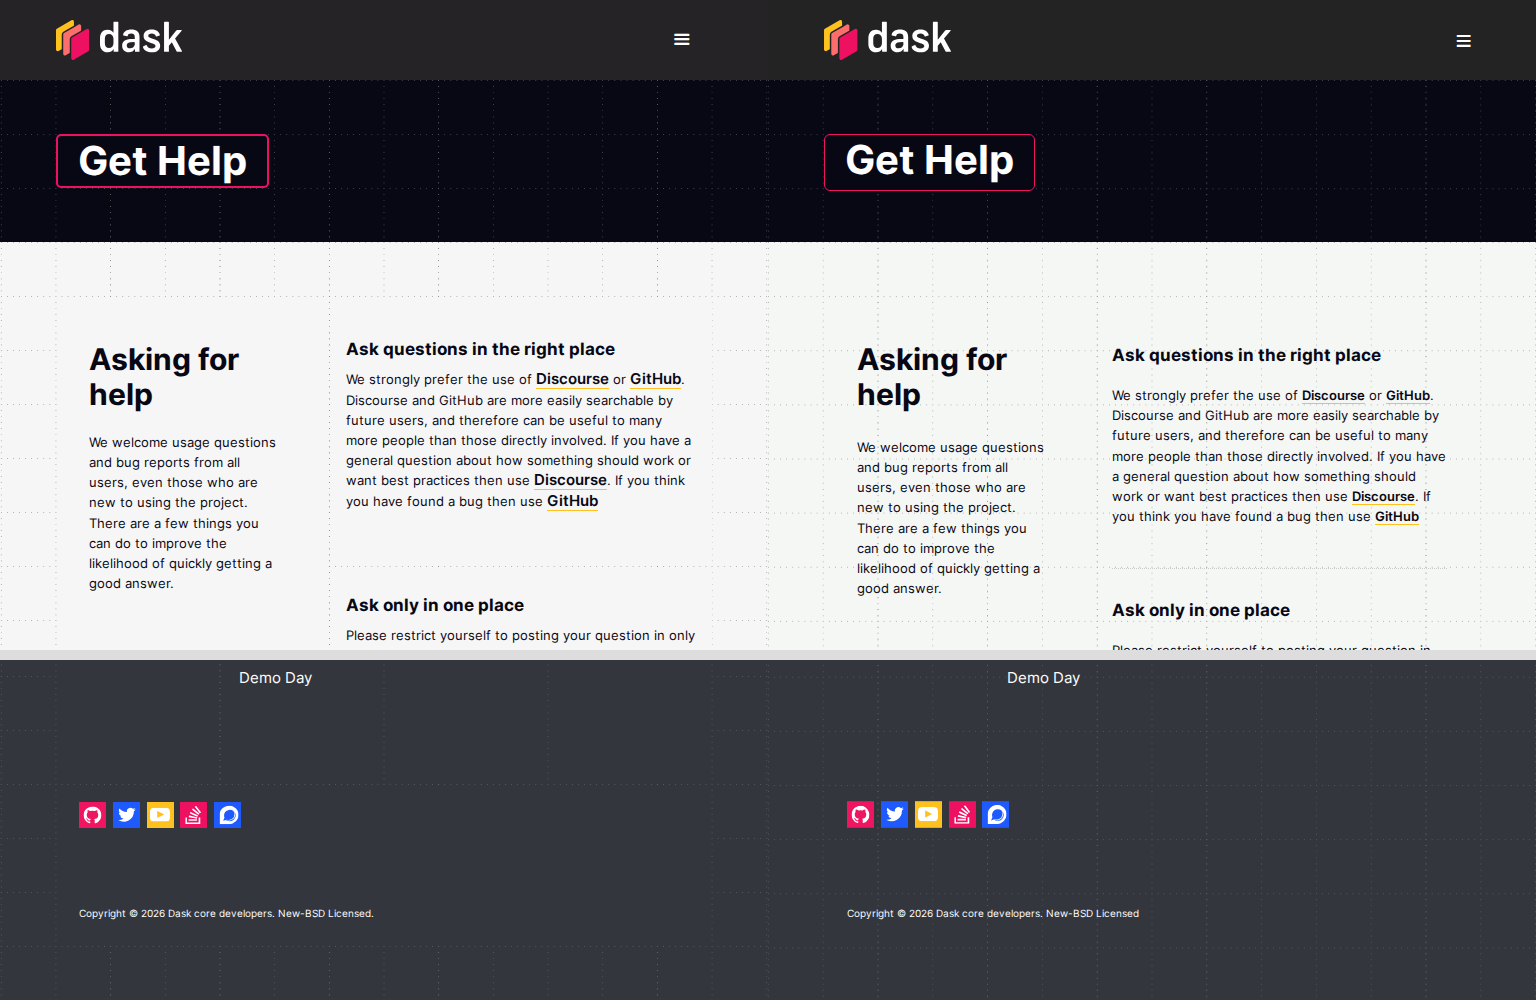 dask
Get Help
Asking for
help
We welcome usage questions
and bug reports from all
users, even those who are
new to using the project.
There are a few things you
can do to improve the
likelihood of quickly getting a
good answer.
Ask questions in the right place
We strongly prefer the use of Discourse or GitHub.
Discourse and GitHub are more easily searchable by
future users, and therefore can be useful to many
more people than those directly involved. If you have a
general question about how something should work or
want best practices then use Discourse. If you think
you have found a bug then use GitHub
Ask only in one place
Please restrict yourself to posting your question in only
Demo Day
Copyright © 2026 Dask core developers. New-BSD Licensed.
dask
Get Help
Asking for
help
We welcome usage questions
and bug reports from all
users, even those who are
new to using the project.
There are a few things you
can do to improve the
likelihood of quickly getting a
good answer.
Ask questions in the right place
We strongly prefer the use of Discourse or GitHub.
Discourse and GitHub are more easily searchable by
future users, and therefore can be useful to many
more people than those directly involved. If you have
a general question about how something should
work or want best practices then use Discourse. If
you think you have found a bug then use GitHub
Ask only in one place
Please restrict yourself to posting your question in
Demo Day
Copyright © 2026 Dask core developers. New-BSD Licensed